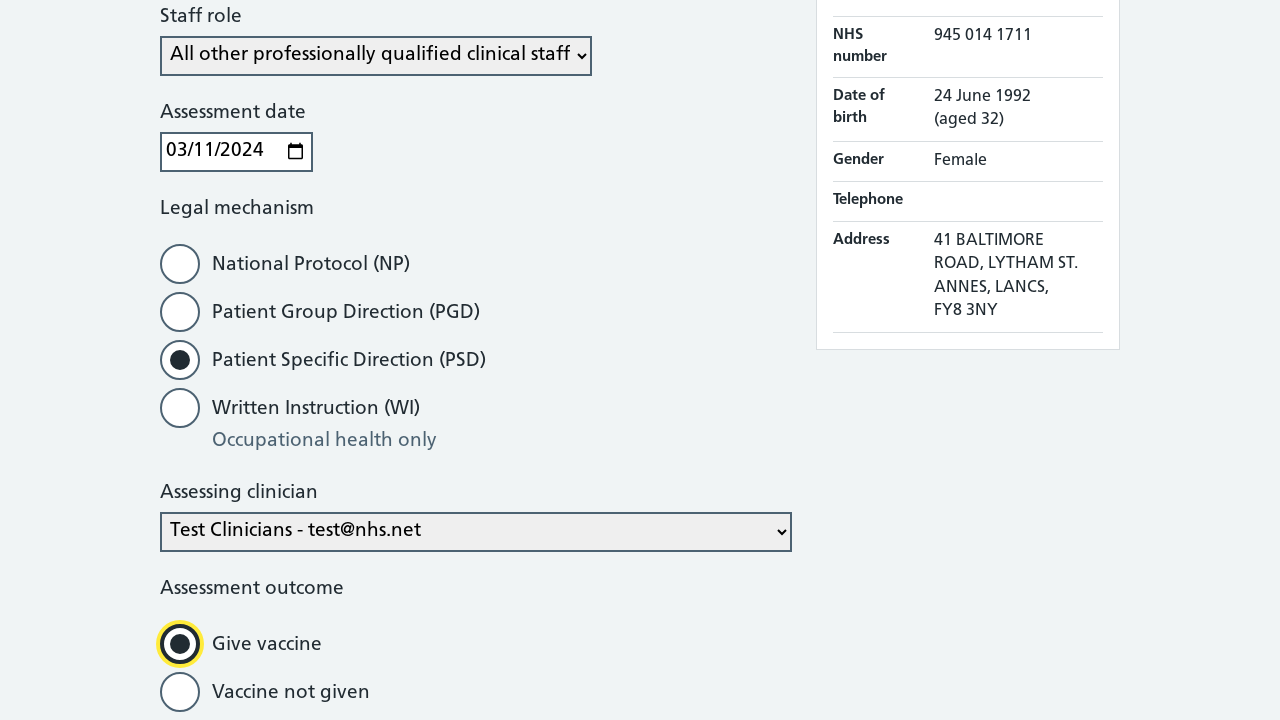 Staff role
All other professionally qualified clinical staff
Assessment date
03/11/2024
Legal mechanism
National Protocol (NP)
Patient Group Direction (PGD)
Patient Specific Direction (PSD)
Written Instruction (WI)
Occupational health only
Assessing clinician
Test Clinicians - test@nhs.net
Assessment outcome
Give vaccine
Vaccine not given
NHS number
945 014 1711
Date of birth
24 June 1992
(aged 32)
Gender
Female
Telephone
Address
41 BALTIMORE
ROAD, LYTHAM ST.
ANNES, LANCS,
FY8 3NY